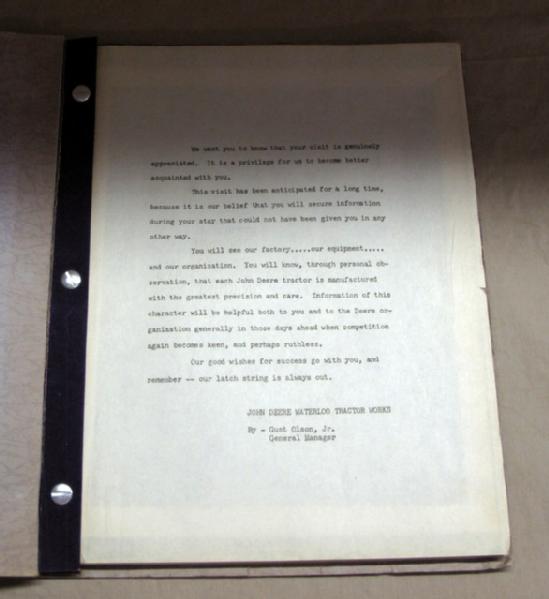 We want you to know that your visit is genuinely
appreciated. It is a privilege for us to become better
acquainted with you.
This visit has been anticipated for a long time,
because it is our belief that you will secure information
during your stay that could not have been given you in any
other way.
You will see our factory.....our equipment.....
and our organization. You will know, through personal ob-
servation, that each John Deere tractor is manufactured
with the greatest precision and care. Information of this
character will be helpful both to you and to the Deere or-
ganization generally in those days ahead when competition
again becomes keen, and perhaps ruthless.
Our good wishes for success go with you, and
remember -- our latch string is always out.
JOHN DEERE WATERLOO TRACTOR WORKS
By - Gust Olson, Jr.
General Manager